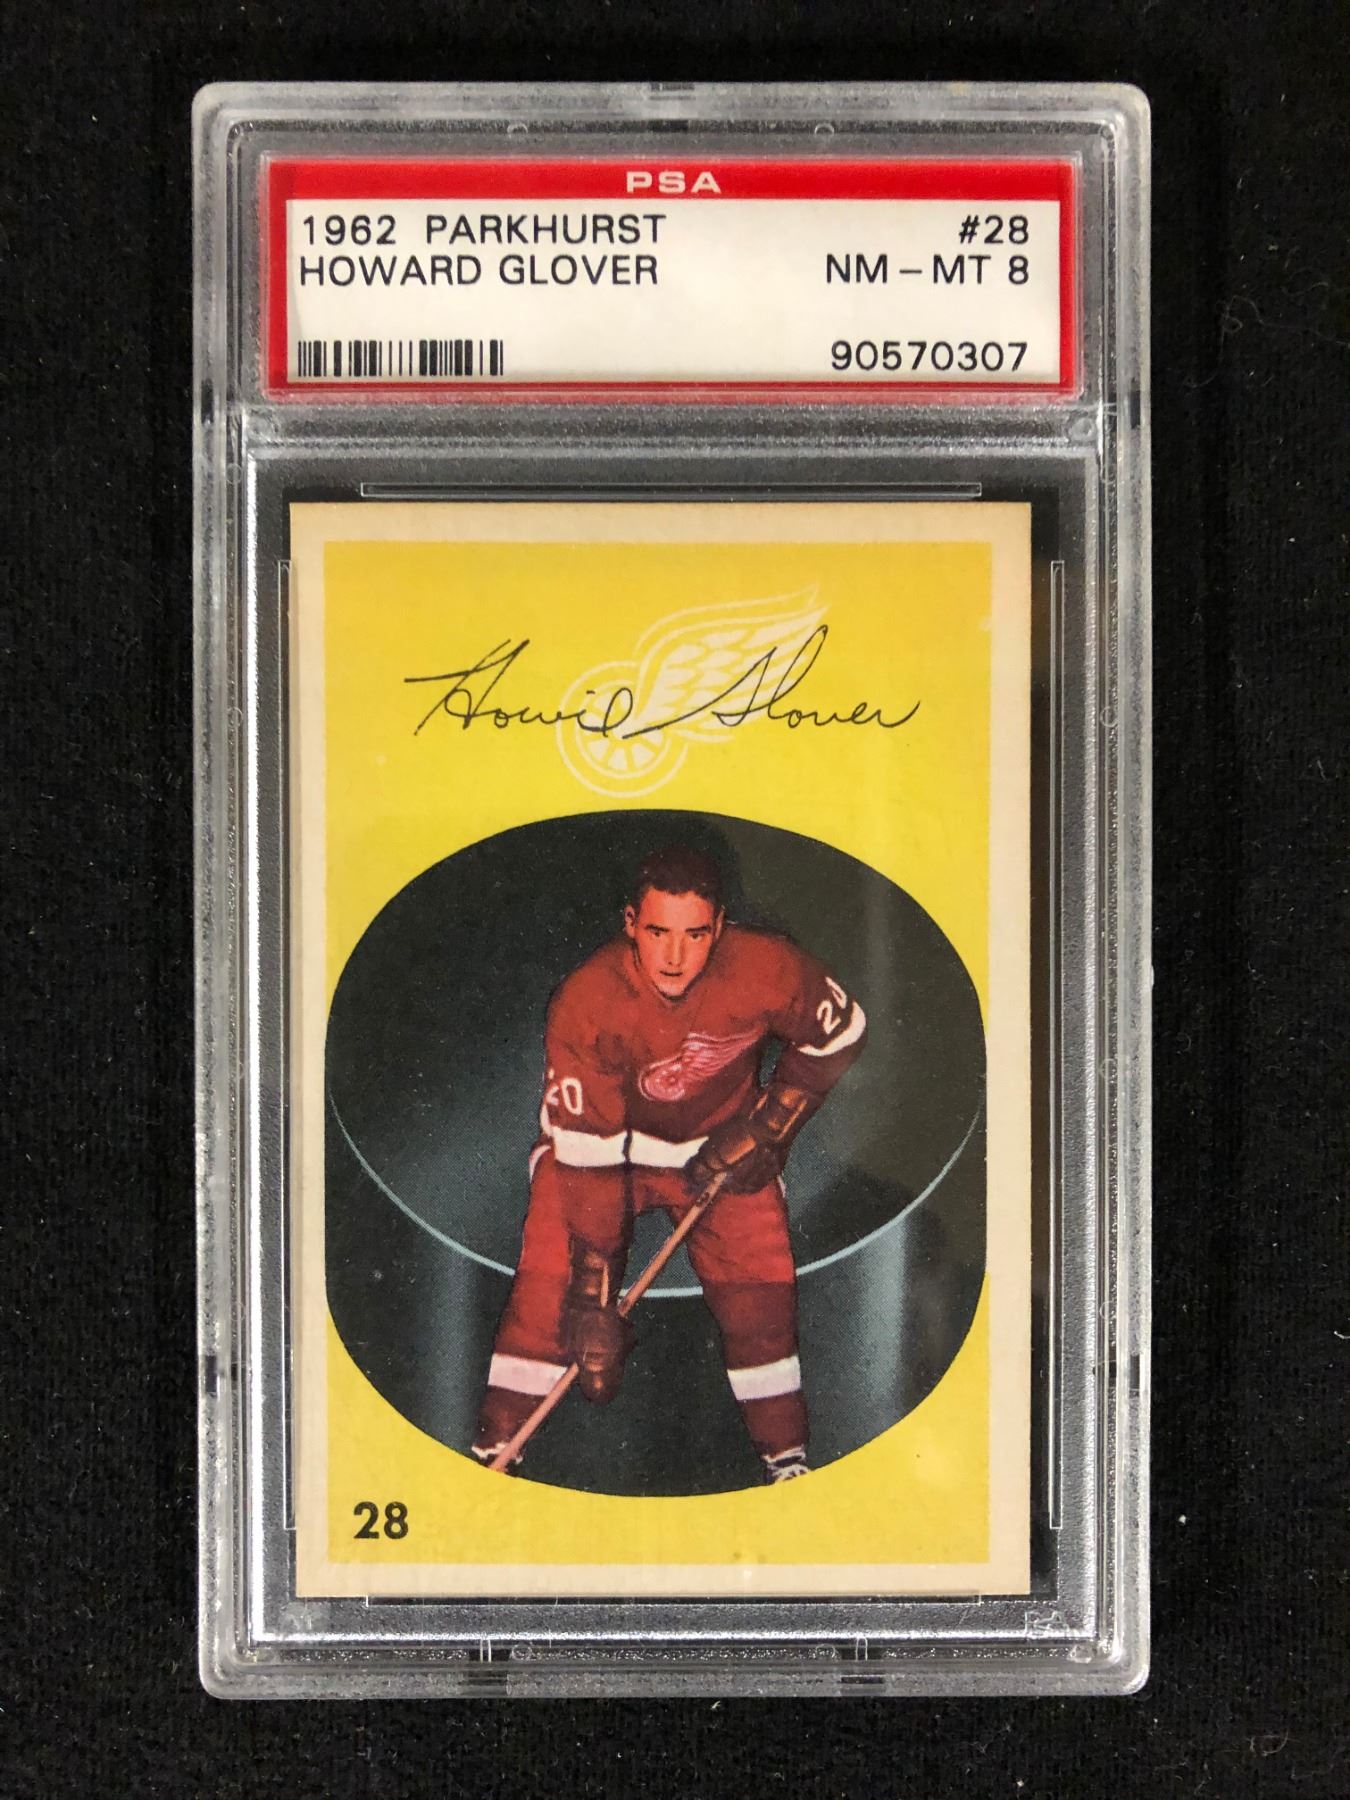 PSA
1962 PARKHURST #28
HOWARD GLOVER NM-MT 8
90570307
Howie Glover
20
20
28